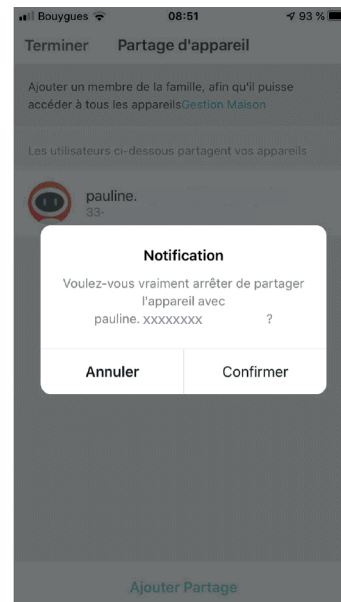 Bouygues 08:51 93 %
Terminer Partage d'appareil
Ajouter un membre de la famille, afin qu'il puisse
accéder à tous les appareilsGestion Maison
Les utilisateurs ci-dessous partagent vos appareils
pauline.
33-
Notification
Voulez-vous vraiment arrêter de partager
l'appareil avec
pauline. xxxxxxxx ?
Annuler Confirmer
Ajouter Partage